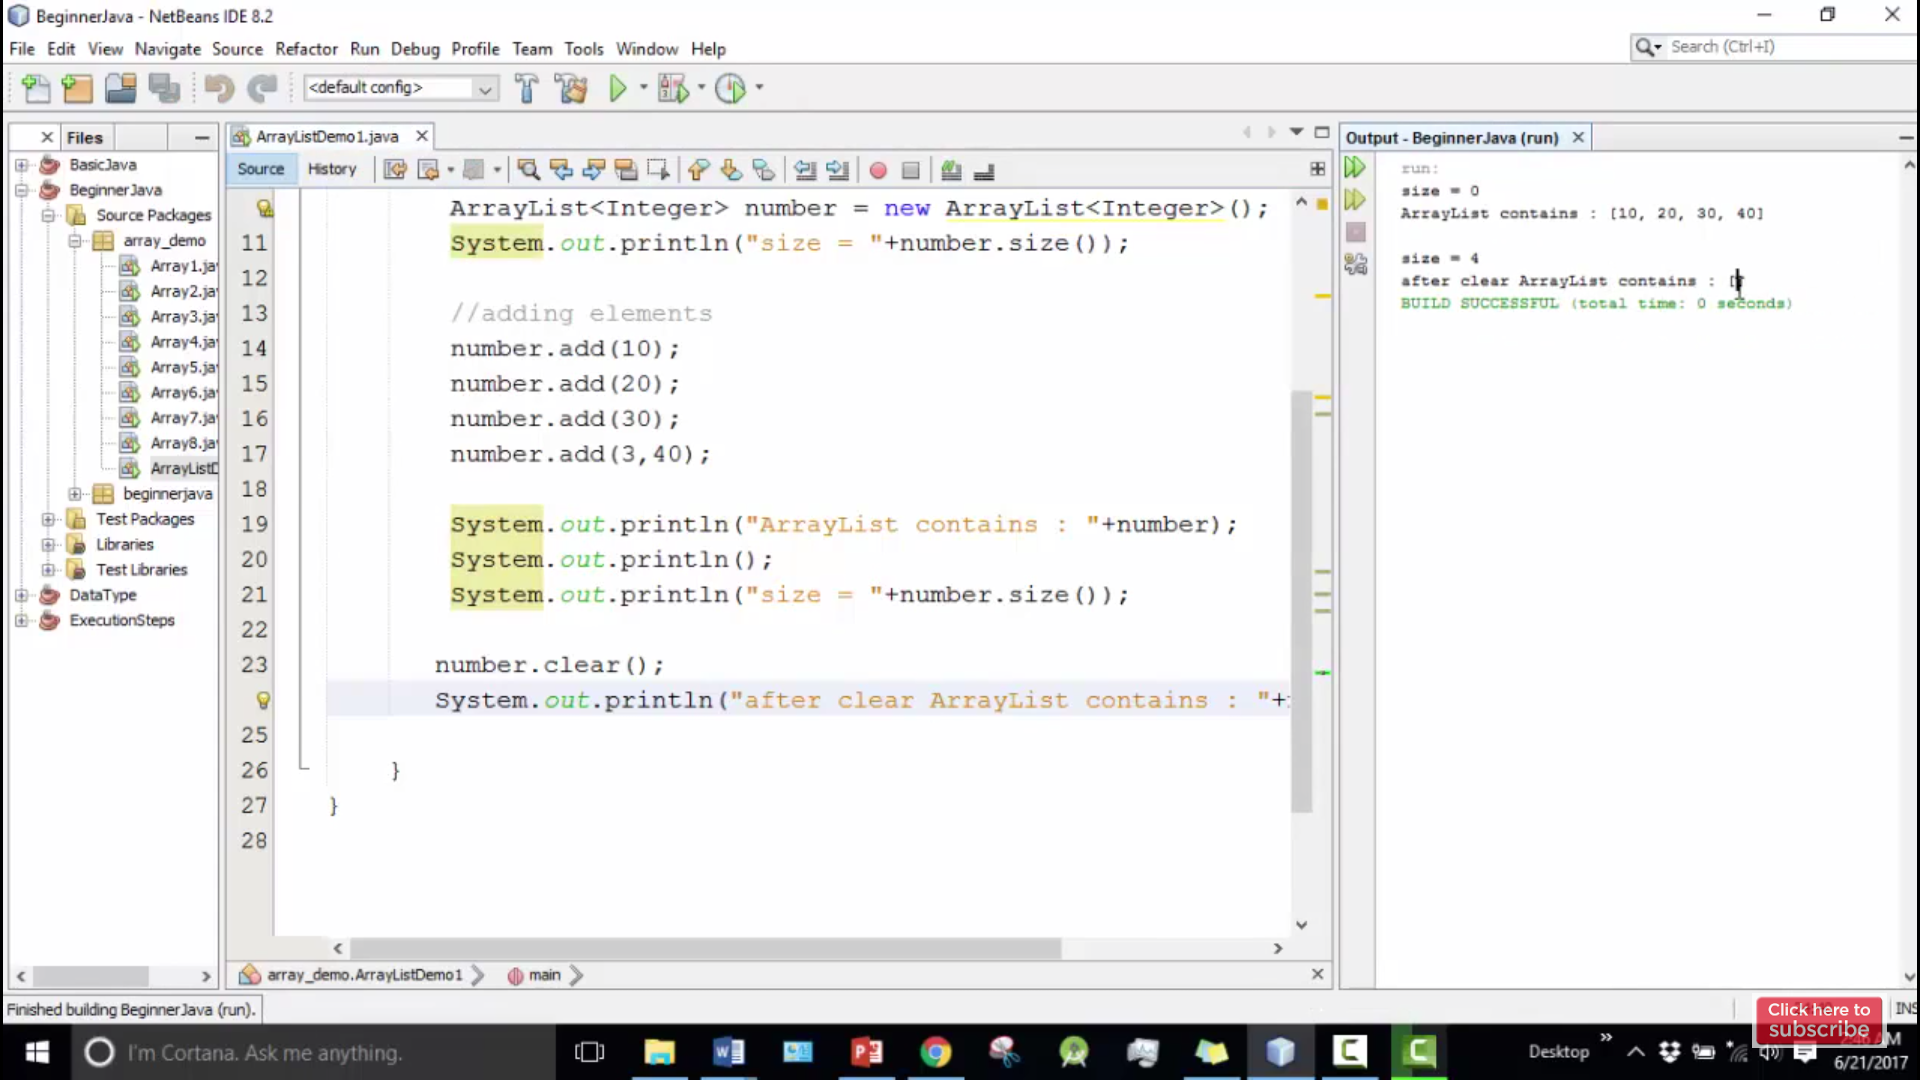 BeginnerJava - NetBeans IDE 8.2
File Edit View Navigate Source Refactor Run Debug Profile Team Tools Window Help
Search (Ctrl+I)
<default config>
Files
BasicJava
BeginnerJava
Source Packages
array_demo
Array1.ja
Array2.ja
Array3.ja
Array4.ja
Array5.ja
Array6.ja
Array7.ja
Array8.ja
ArrayListD
beginnerjava
Test Packages
Libraries
Test Libraries
DataType
ExecutionSteps
ArrayListDemo1.java
Source History
ArrayList<Integer> number = new ArrayList<Integer>();
11 System.out.println("size = "+number.size());
12
13 //adding elements
14 number.add(10);
15 number.add(20);
16 number.add(30);
17 number.add(3,40);
18
19 System.out.println("ArrayList contains : "+number);
20 System.out.println();
21 System.out.println("size = "+number.size());
22
23 number.clear();
System.out.println("after clear ArrayList contains : "+
25
26 }
27 }
28
array_demo.ArrayListDemo1 main
Output - BeginnerJava (run)
run:
size = 0
ArrayList contains : [10, 20, 30, 40]
size = 4
after clear ArrayList contains : [
BUILD SUCCESSFUL (total time: 0 seconds)
Finished building BeginnerJava (run).
INS
Click here to
subscribe
I'm Cortana. Ask me anything.
Desktop
6/21/2017